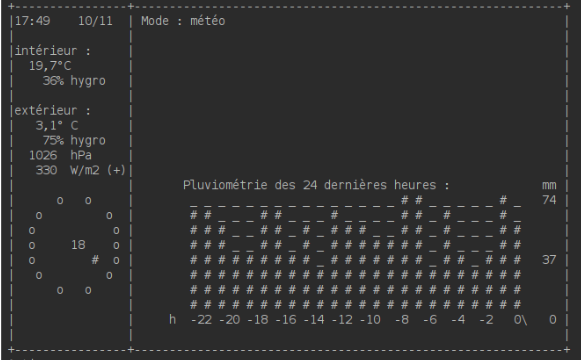 +----------------+-------------------------------------------------------------+
|17:49    10/11  | Mode : météo
|intérieur :
19,7°C
36% hygro
|extérieur :
3,1° C
75% hygro
1026  hPa
330  W/m2 (+)|
Pluviométrie des 24 dernières heures :             mm
o  o        _ _ _ _ _ _ _ _ _ _ _ _ _ _ _ # # _ _ _ _ _ # _   74
o        o        # # _ _ _ # # _ _ _ # _ _ _ _ # # _ # _ _ _ # _
o          o        # # # _ _ # # _ # _ # # # # # # # _ # _ _ _ # _
o    18    o        # # # _ _ # # _ # _ # # # # # # # _ # _ _ _ # #
#  o        # # # # # # # # # _ # # # # # # # _ # # _ # # #   37
o        o        # # # # # # # # # # # # # # # # # # # # # # # #
o  o        # # # # # # # # # # # # # # # # # # # # # # # #
# # # # # # # # # # # # # # # # # # # # # # # #
h  -22 -20 -18 -16 -14 -12 -10  -8  -6  -4  -2   0\   0
+----------------+-------------------------------------------------------------+